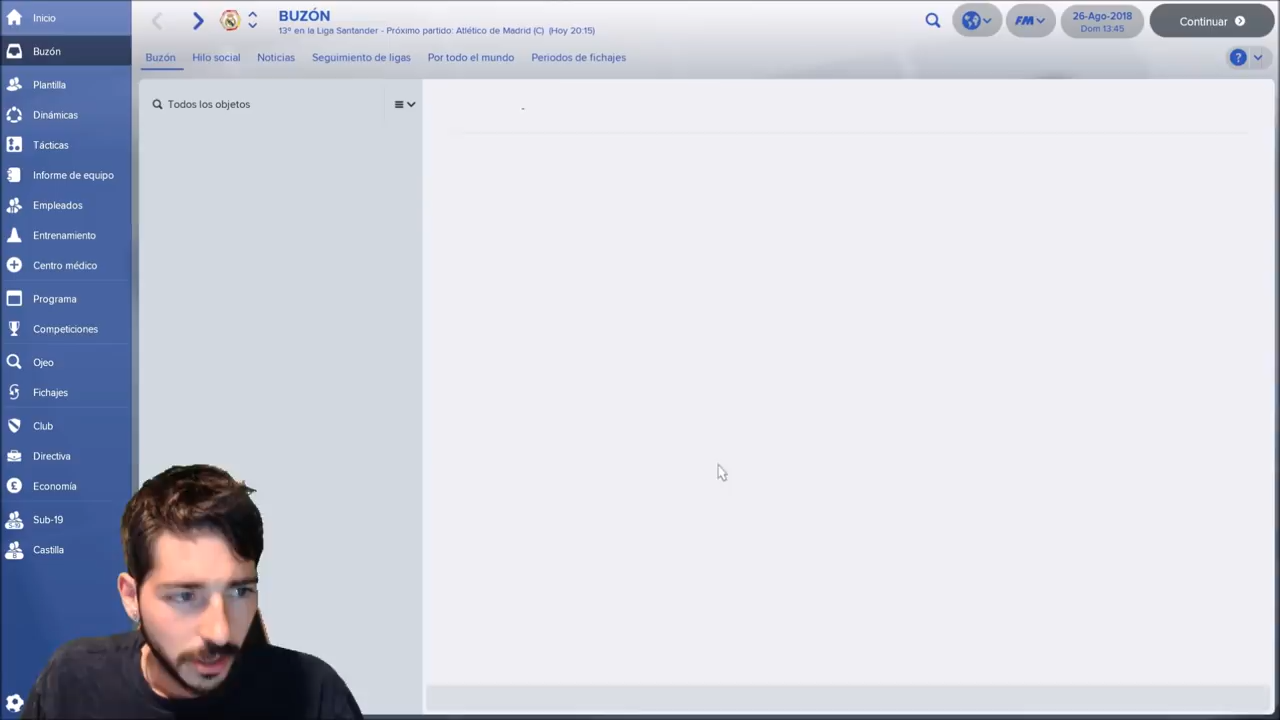 Inicio
BUZÓN
13º en la Liga Santander - Próximo partido: Atlético de Madrid (C) (Hoy 20:15)
FM
26-Ago-2018
Dom 13:45
Continuar
Buzón
Buzón
Hilo social
Noticias
Seguimiento de ligas
Por todo el mundo
Periodos de fichajes
?
Plantilla
Dinámicas
Tácticas
Informe de equipo
Empleados
Entrenamiento
Centro médico
Programa
Competiciones
Ojeo
Fichajes
Club
Directiva
Economía
Sub-19
Castilla
Todos los objetos
-